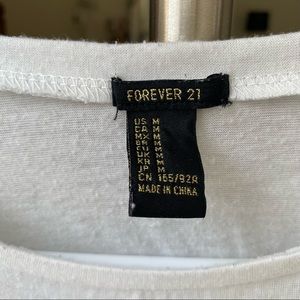 FOREVER 21
US M
CA M
MX M
BR M
EU M
UK M
KR M
JP M
CN 165/92A
MADE IN CHINA